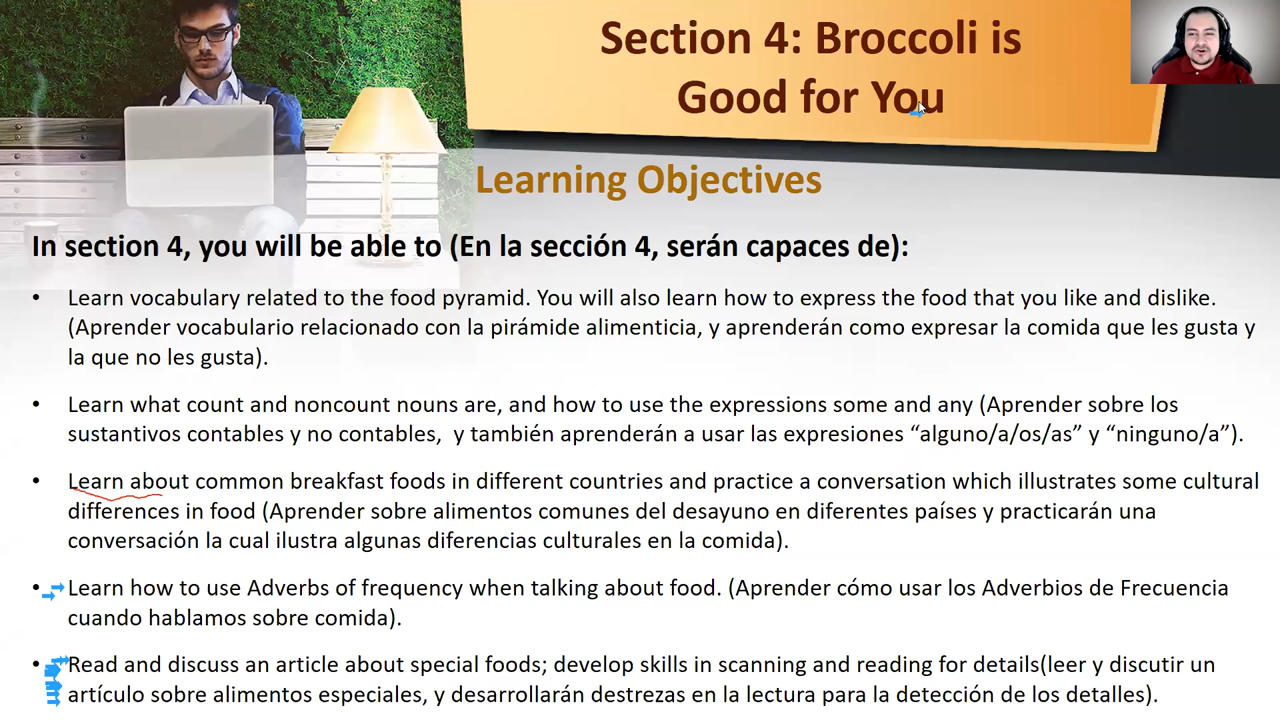 Section 4: Broccoli is
Good for You
Learning Objectives
In section 4, you will be able to (En la sección 4, serán capaces de):
• Learn vocabulary related to the food pyramid. You will also learn how to express the food that you like and dislike.
(Aprender vocabulario relacionado con la pirámide alimenticia, y aprenderán como expresar la comida que les gusta y
la que no les gusta).
• Learn what count and noncount nouns are, and how to use the expressions some and any (Aprender sobre los
sustantivos contables y no contables, y también aprenderán a usar las expresiones “alguno/a/os/as” y “ninguno/a”).
• Learn about common breakfast foods in different countries and practice a conversation which illustrates some cultural
differences in food (Aprender sobre alimentos comunes del desayuno en diferentes países y practicarán una
conversación la cual ilustra algunas diferencias culturales en la comida).
• Learn how to use Adverbs of frequency when talking about food. (Aprender cómo usar los Adverbios de Frecuencia
cuando hablamos sobre comida).
• Read and discuss an article about special foods; develop skills in scanning and reading for details(leer y discutir un
artículo sobre alimentos especiales, y desarrollarán destrezas en la lectura para la detección de los detalles).